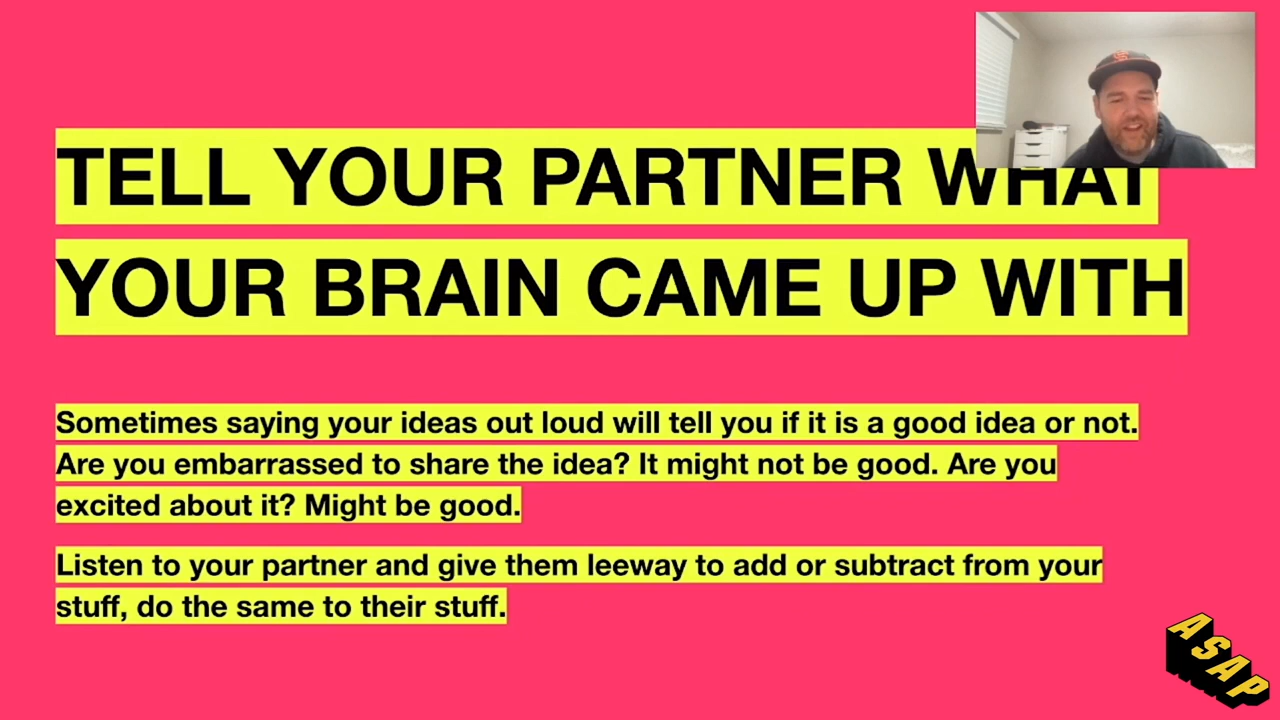 TELL YOUR PARTNER WHAT
YOUR BRAIN CAME UP WITH
Sometimes saying your ideas out loud will tell you if it is a good idea or not.
Are you embarrassed to share the idea? It might not be good. Are you
excited about it? Might be good.
Listen to your partner and give them leeway to add or subtract from your
stuff, do the same to their stuff.
SF
ASAP